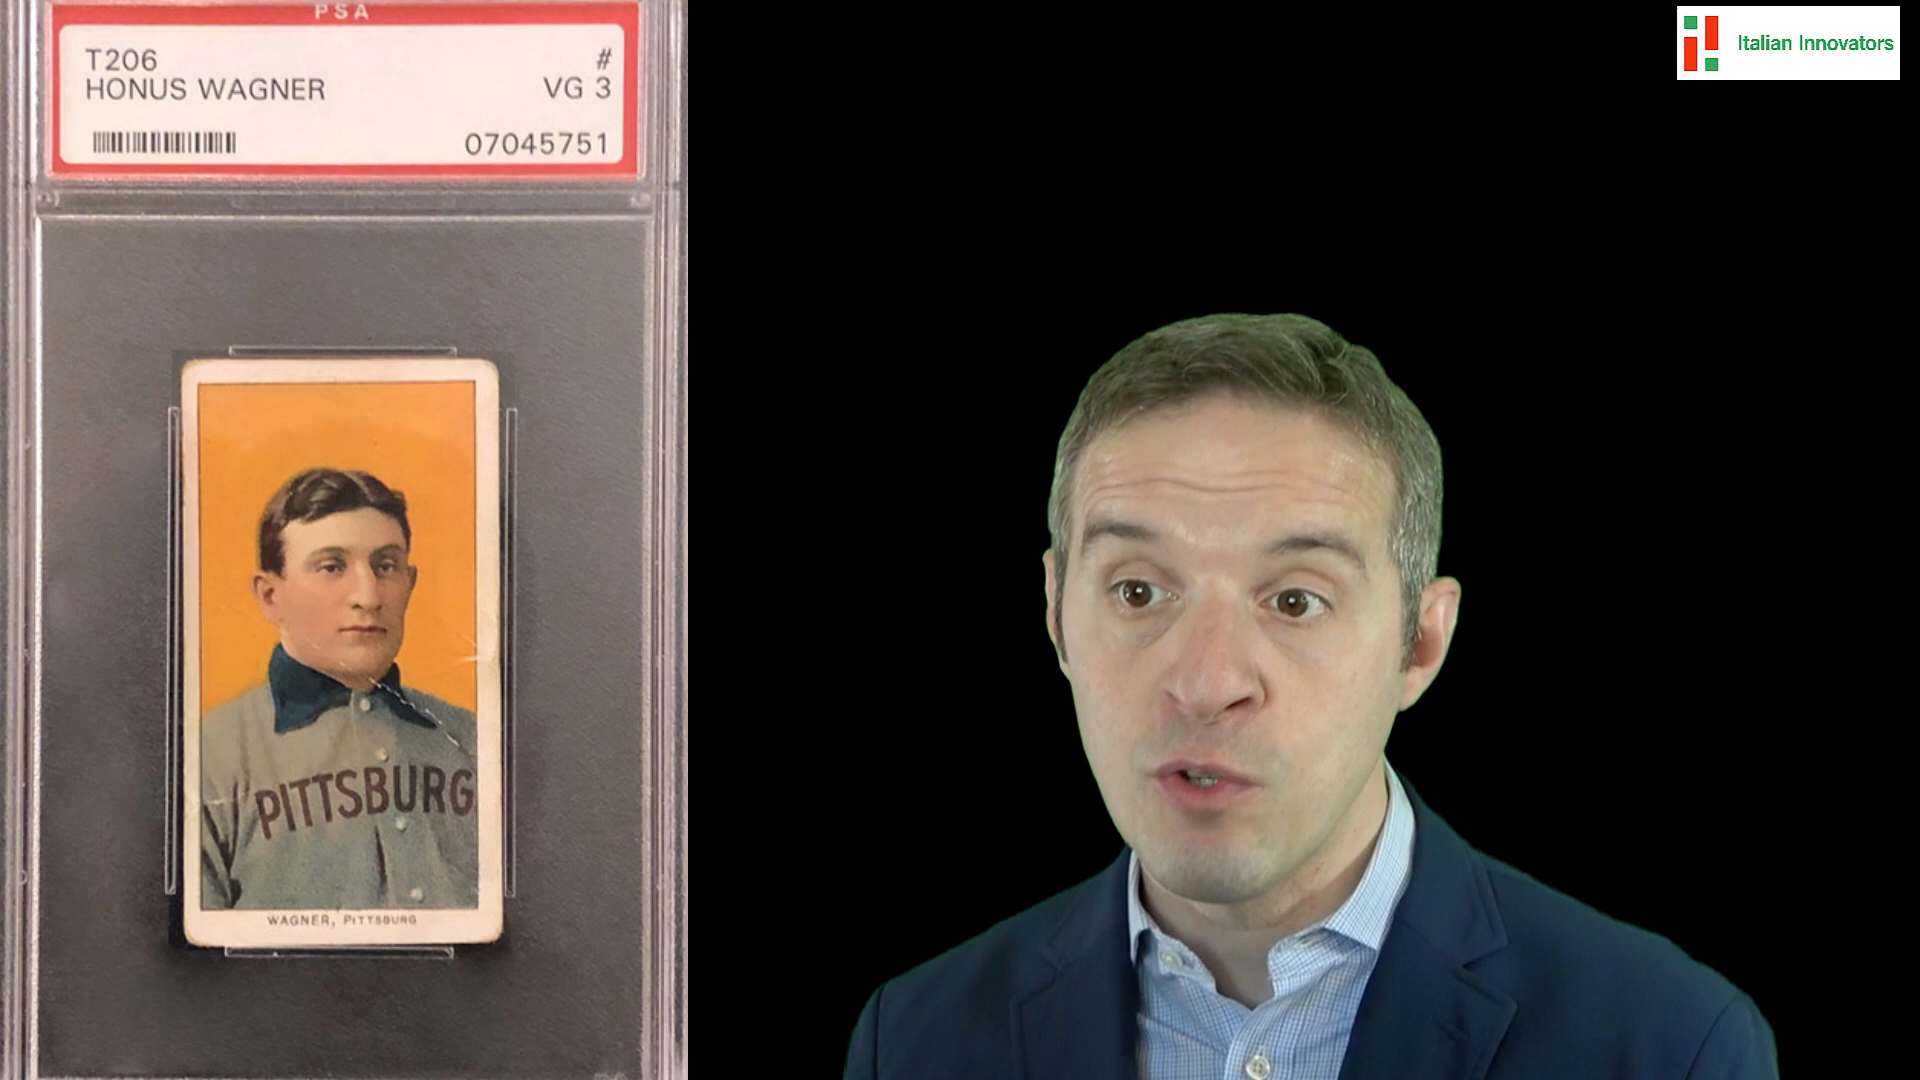 PSA
T206 #
HONUS WAGNER VG 3
07045751
PITTSBURG
WAGNER, PITTSBURG
Italian Innovators